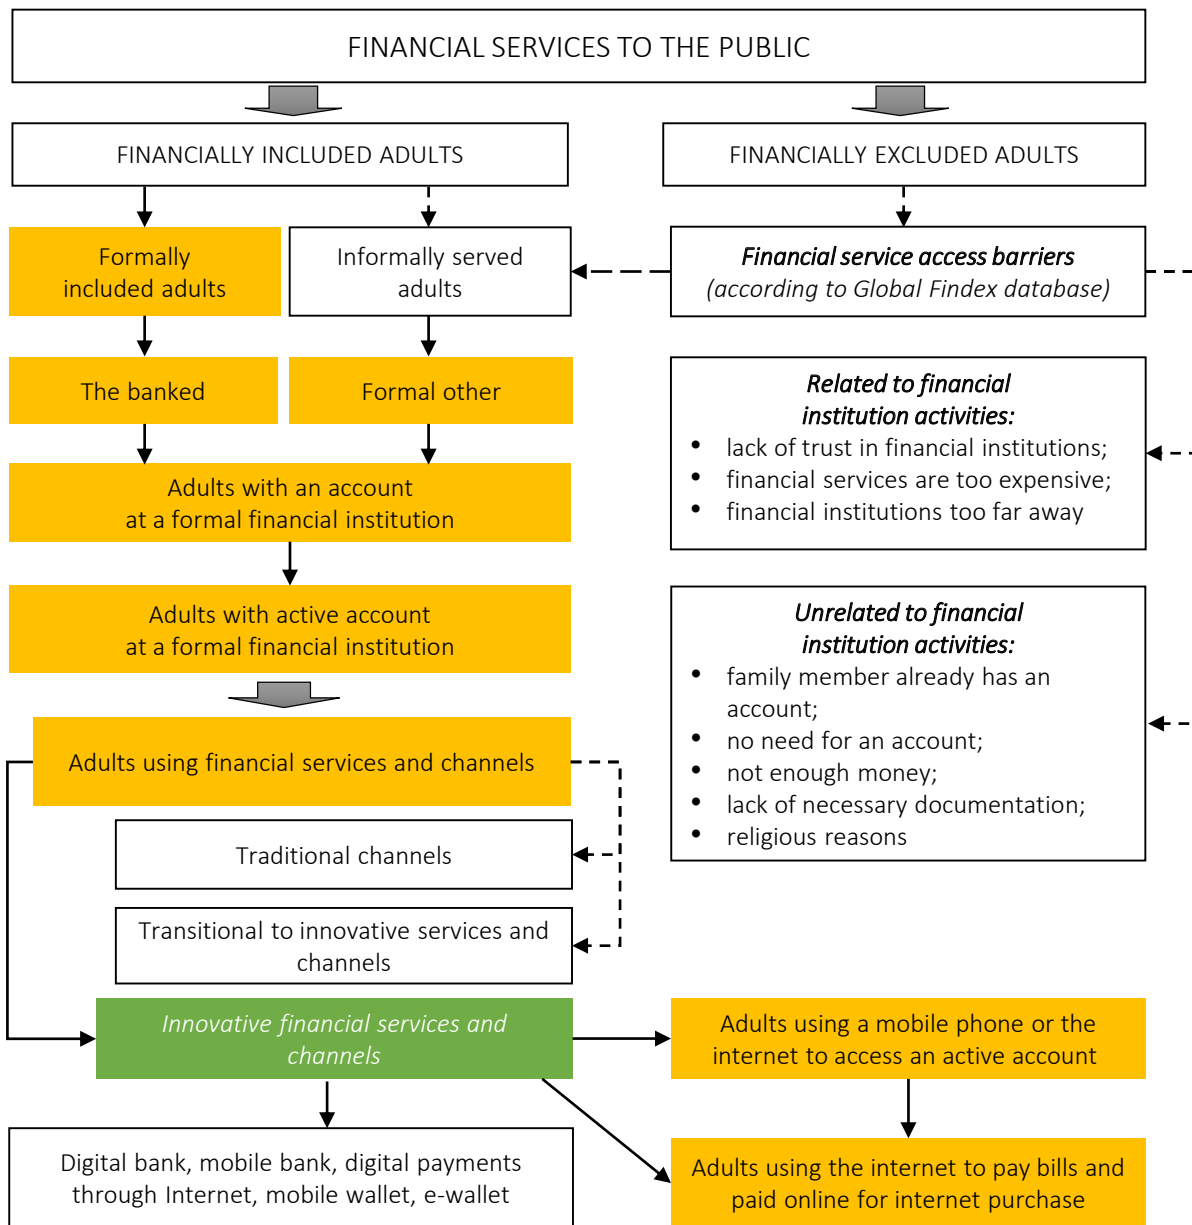 FINANCIAL SERVICES TO THE PUBLIC
FINANCIALLY INCLUDED ADULTS
FINANCIALLY EXCLUDED ADULTS
Formally
included adults
Informally served
adults
Financial service access barriers
(according to Global Findex database)
The banked
Formal other
Related to financial
institution activities:
• lack of trust in financial institutions;
• financial services are too expensive;
• financial institutions too far away
Adults with an account
at a formal financial institution
Adults with active account
at a formal financial institution
Unrelated to financial
institution activities:
• family member already has an
account;
• no need for an account;
• not enough money;
• lack of necessary documentation;
• religious reasons
Adults using financial services and channels
Traditional channels
Transitional to innovative services and
channels
Innovative financial services and
channels
Adults using a mobile phone or the
internet to access an active account
Digital bank, mobile bank, digital payments
through Internet, mobile wallet, e-wallet
Adults using the internet to pay bills and
paid online for internet purchase